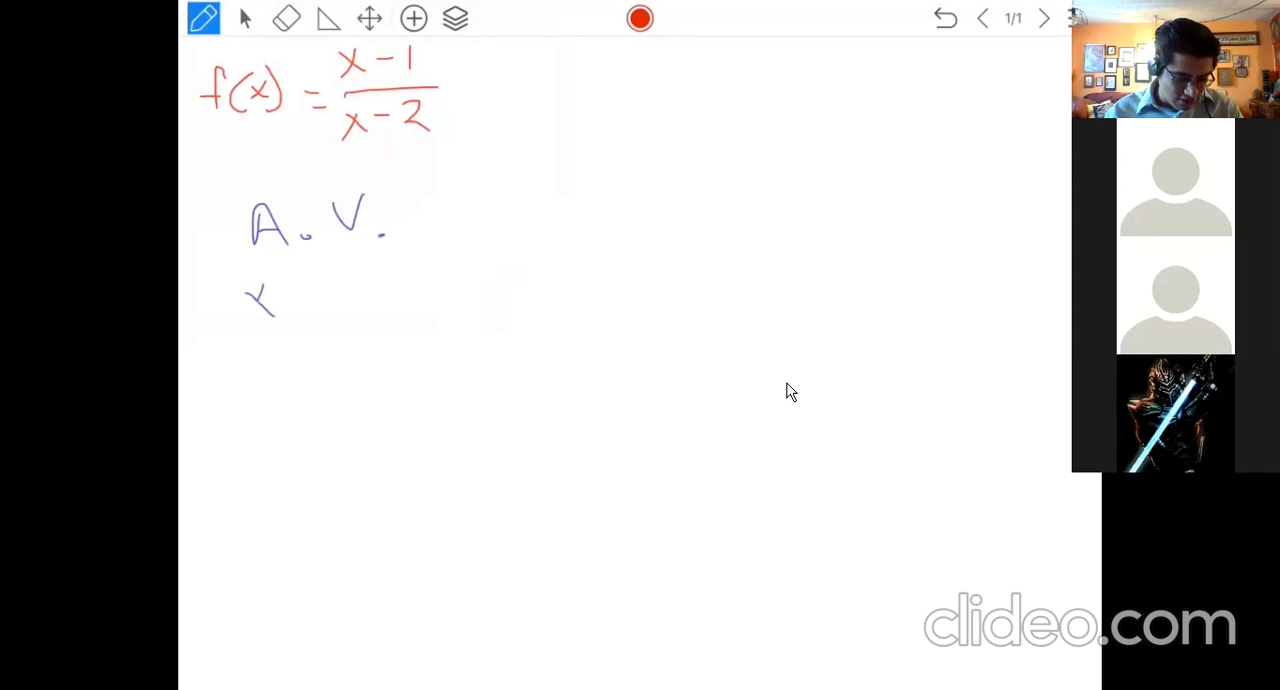 1/1
f(x) = x-1
x-2
A. V.
x
clideo.com